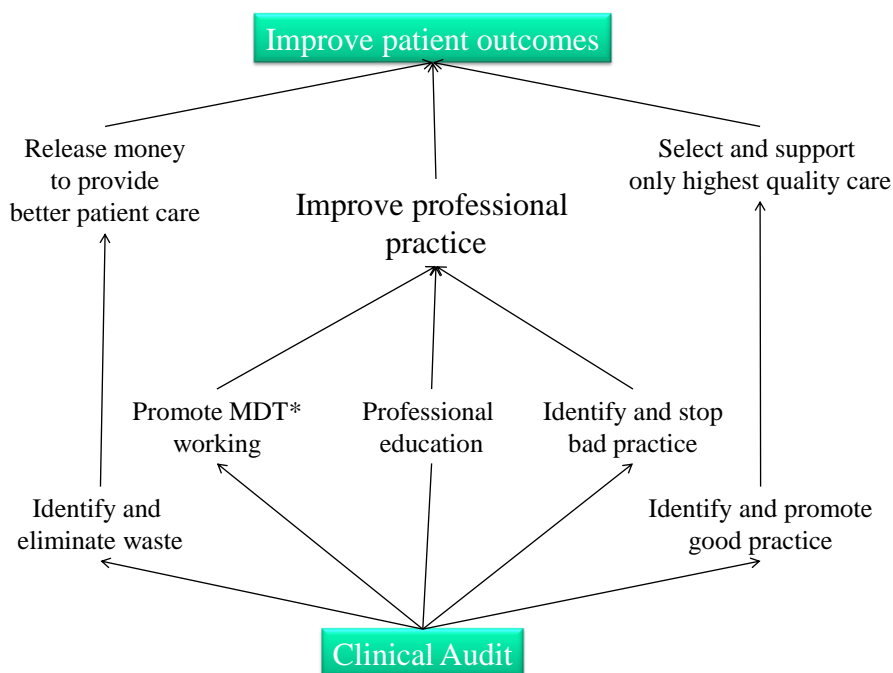 Improve patient outcomes
Release money
to provide
better patient care
Select and support
only highest quality care
Improve professional
practice
Promote MDT*
working
Professional
education
Identify and stop
bad practice
Identify and
eliminate waste
Identify and promote
good practice
Clinical Audit